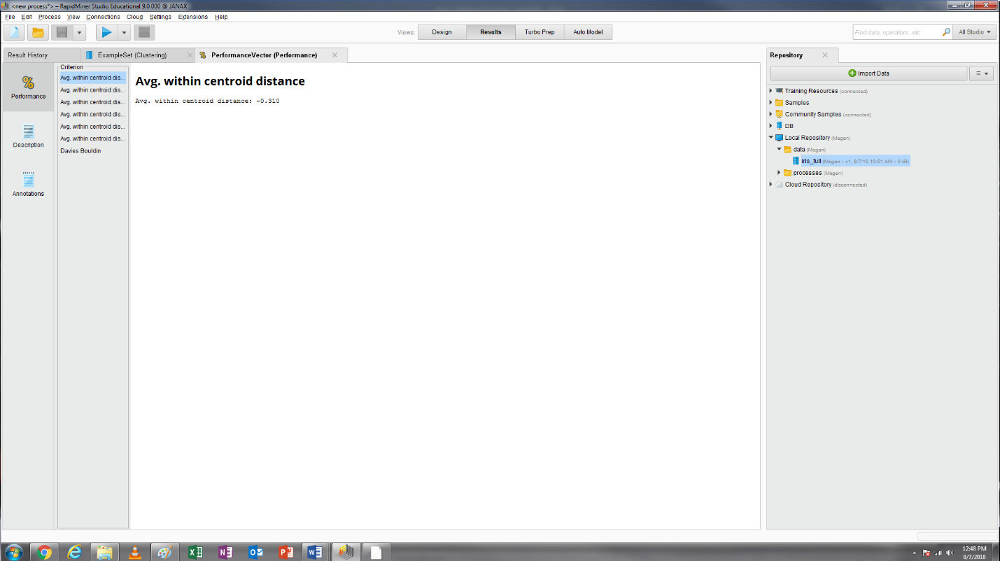 <new process*> – RapidMiner Studio Educational 9.0.000 @ JANAX
File Edit Process View Connections Cloud Settings Extensions Help
Views: Design Results Turbo Prep Auto Model
Find data, operators...etc All Studio ▼
Result History
ExampleSet (Clustering)
PerformanceVector (Performance)
%
Performance
Description
Annotations
Criterion
Avg. within centroid dis...
Avg. within centroid dis...
Avg. within centroid dis...
Avg. within centroid dis...
Avg. within centroid dis...
Avg. within centroid dis...
Davies Bouldin
Avg. within centroid distance
Avg. within centroid distance: -0.310
Repository
Import Data
Training Resources (connected)
Samples
Community Samples (connected)
DB
Local Repository (Megan)
data (Megan)
iris_full (Megan - v1, 8/7/18 10:51 AM - 6 kB)
processes (Megan)
Cloud Repository (disconnected)
12:48 PM
8/7/2018